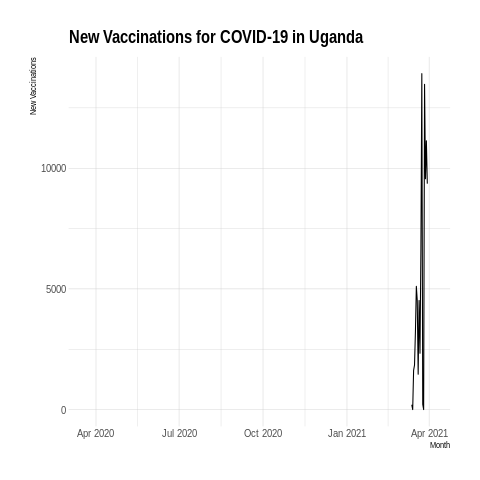 New Vaccinations for COVID-19 in Uganda
New Vaccinations
10000
5000
0
Apr 2020 Jul 2020 Oct 2020 Jan 2021 Apr 2021
Month